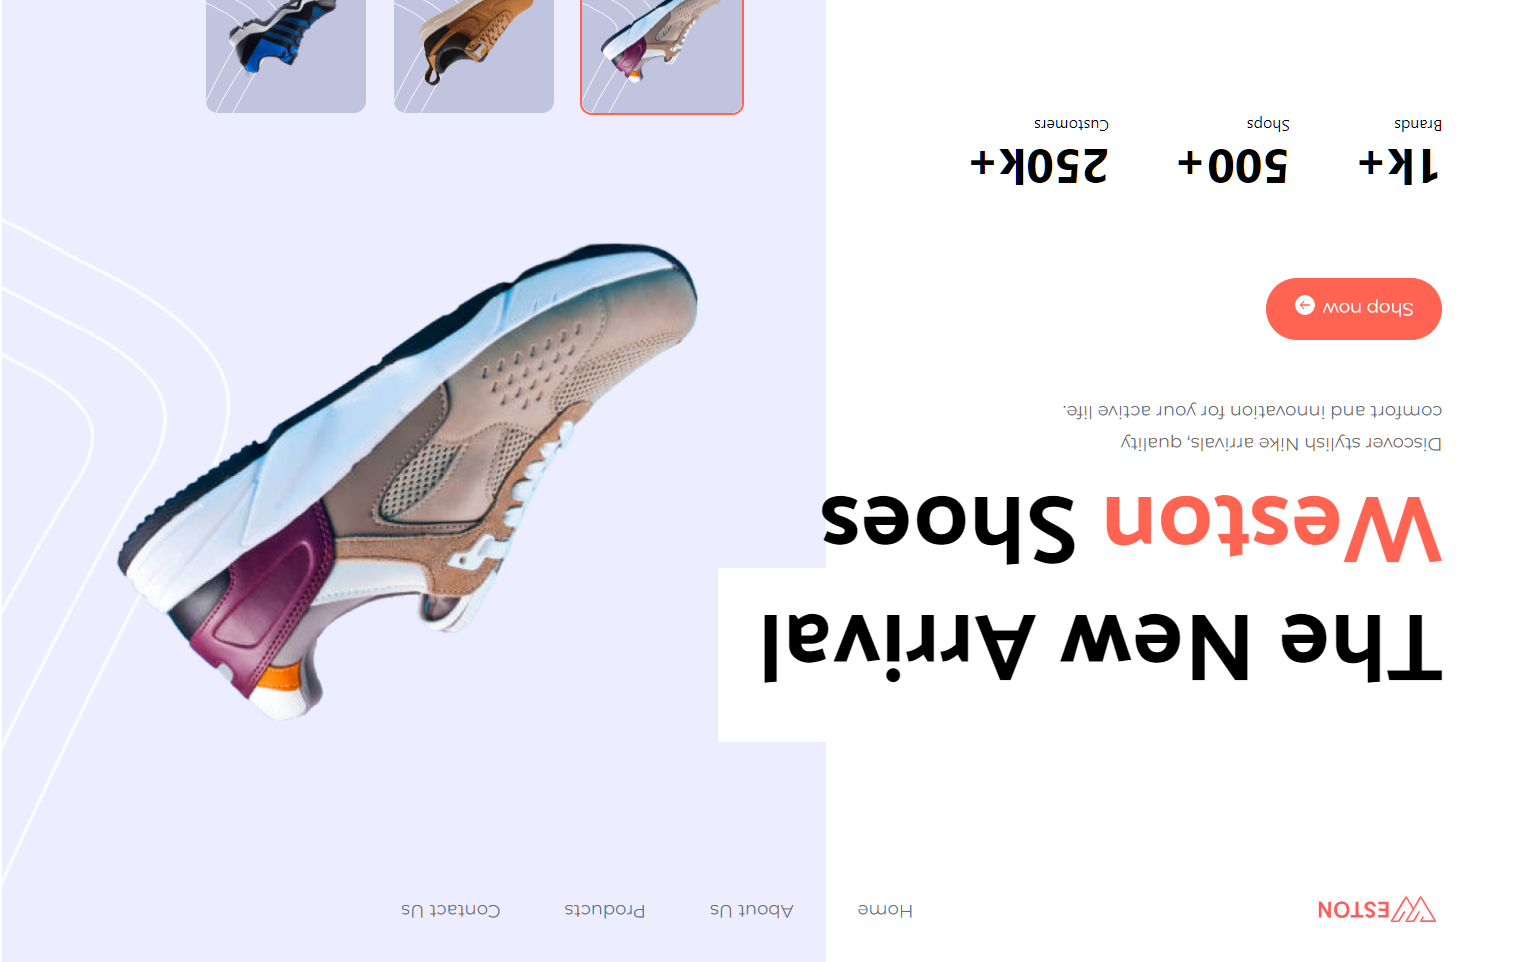 WESTON
Home
About Us
Products
Contact Us
The New Arrival
Weston Shoes
Discover stylish Nike arrivals, quality
comfort and innovation for your active life.
Shop now
1k+
500+
250k+
Brands
Shops
Customers